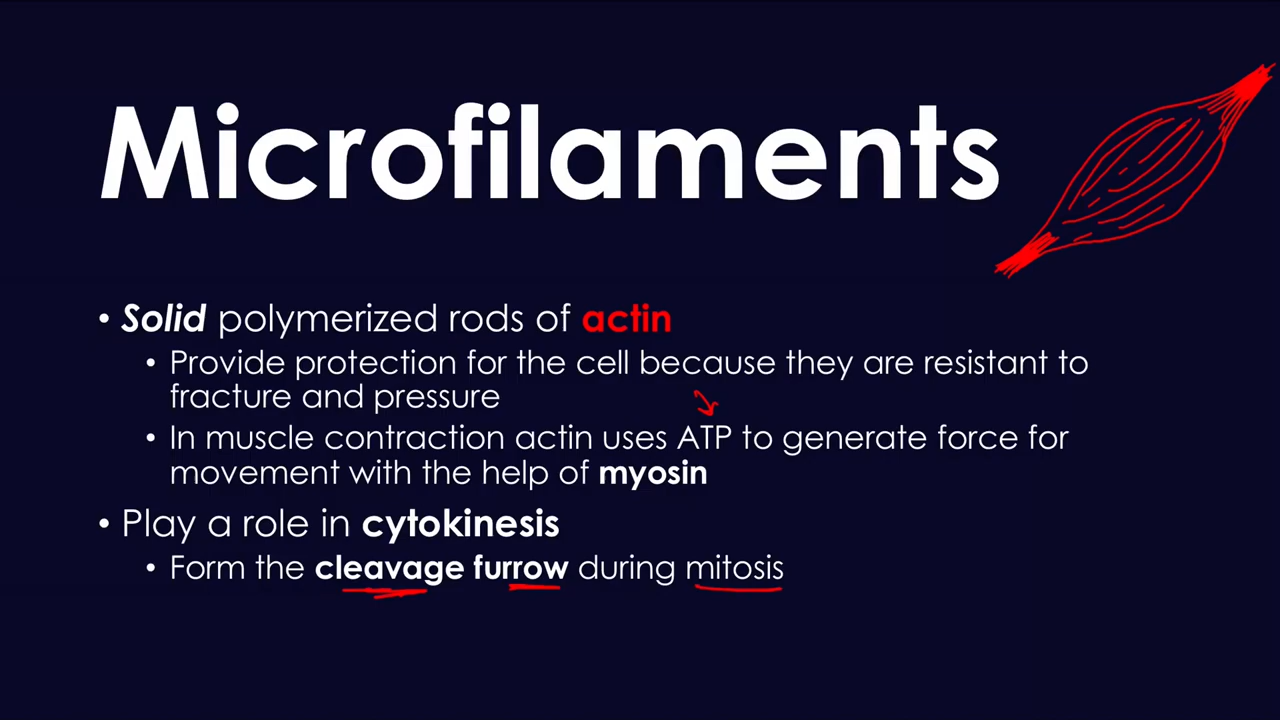 Microfilaments
• Solid polymerized rods of actin
• Provide protection for the cell because they are resistant to
fracture and pressure
• In muscle contraction actin uses ATP to generate force for
movement with the help of myosin
• Play a role in cytokinesis
• Form the cleavage furrow during mitosis